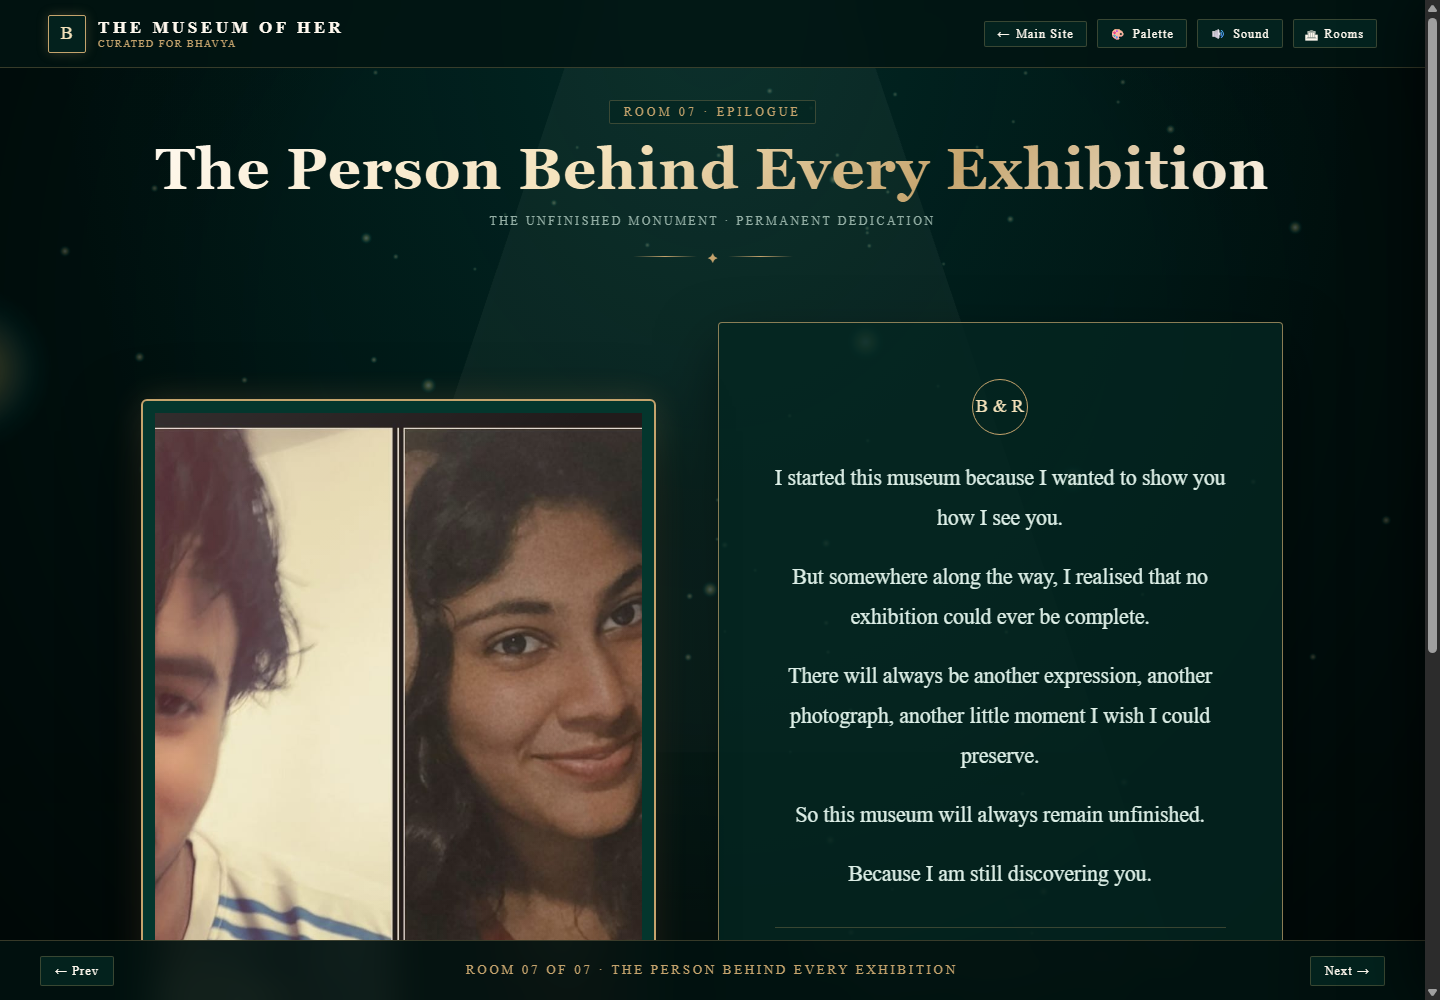 B
THE MUSEUM OF HER
CURATED FOR BHAVYA
← Main Site
Palette
Sound
Rooms
ROOM 07 · EPILOGUE
The Person Behind Every Exhibition
THE UNFINISHED MONUMENT · PERMANENT DEDICATION
B & R
I started this museum because I wanted to show you
how I see you.
But somewhere along the way, I realised that no
exhibition could ever be complete.
There will always be another expression, another
photograph, another little moment I wish I could
preserve.
So this museum will always remain unfinished.
Because I am still discovering you.
← Prev
ROOM 07 OF 07 · THE PERSON BEHIND EVERY EXHIBITION
Next →